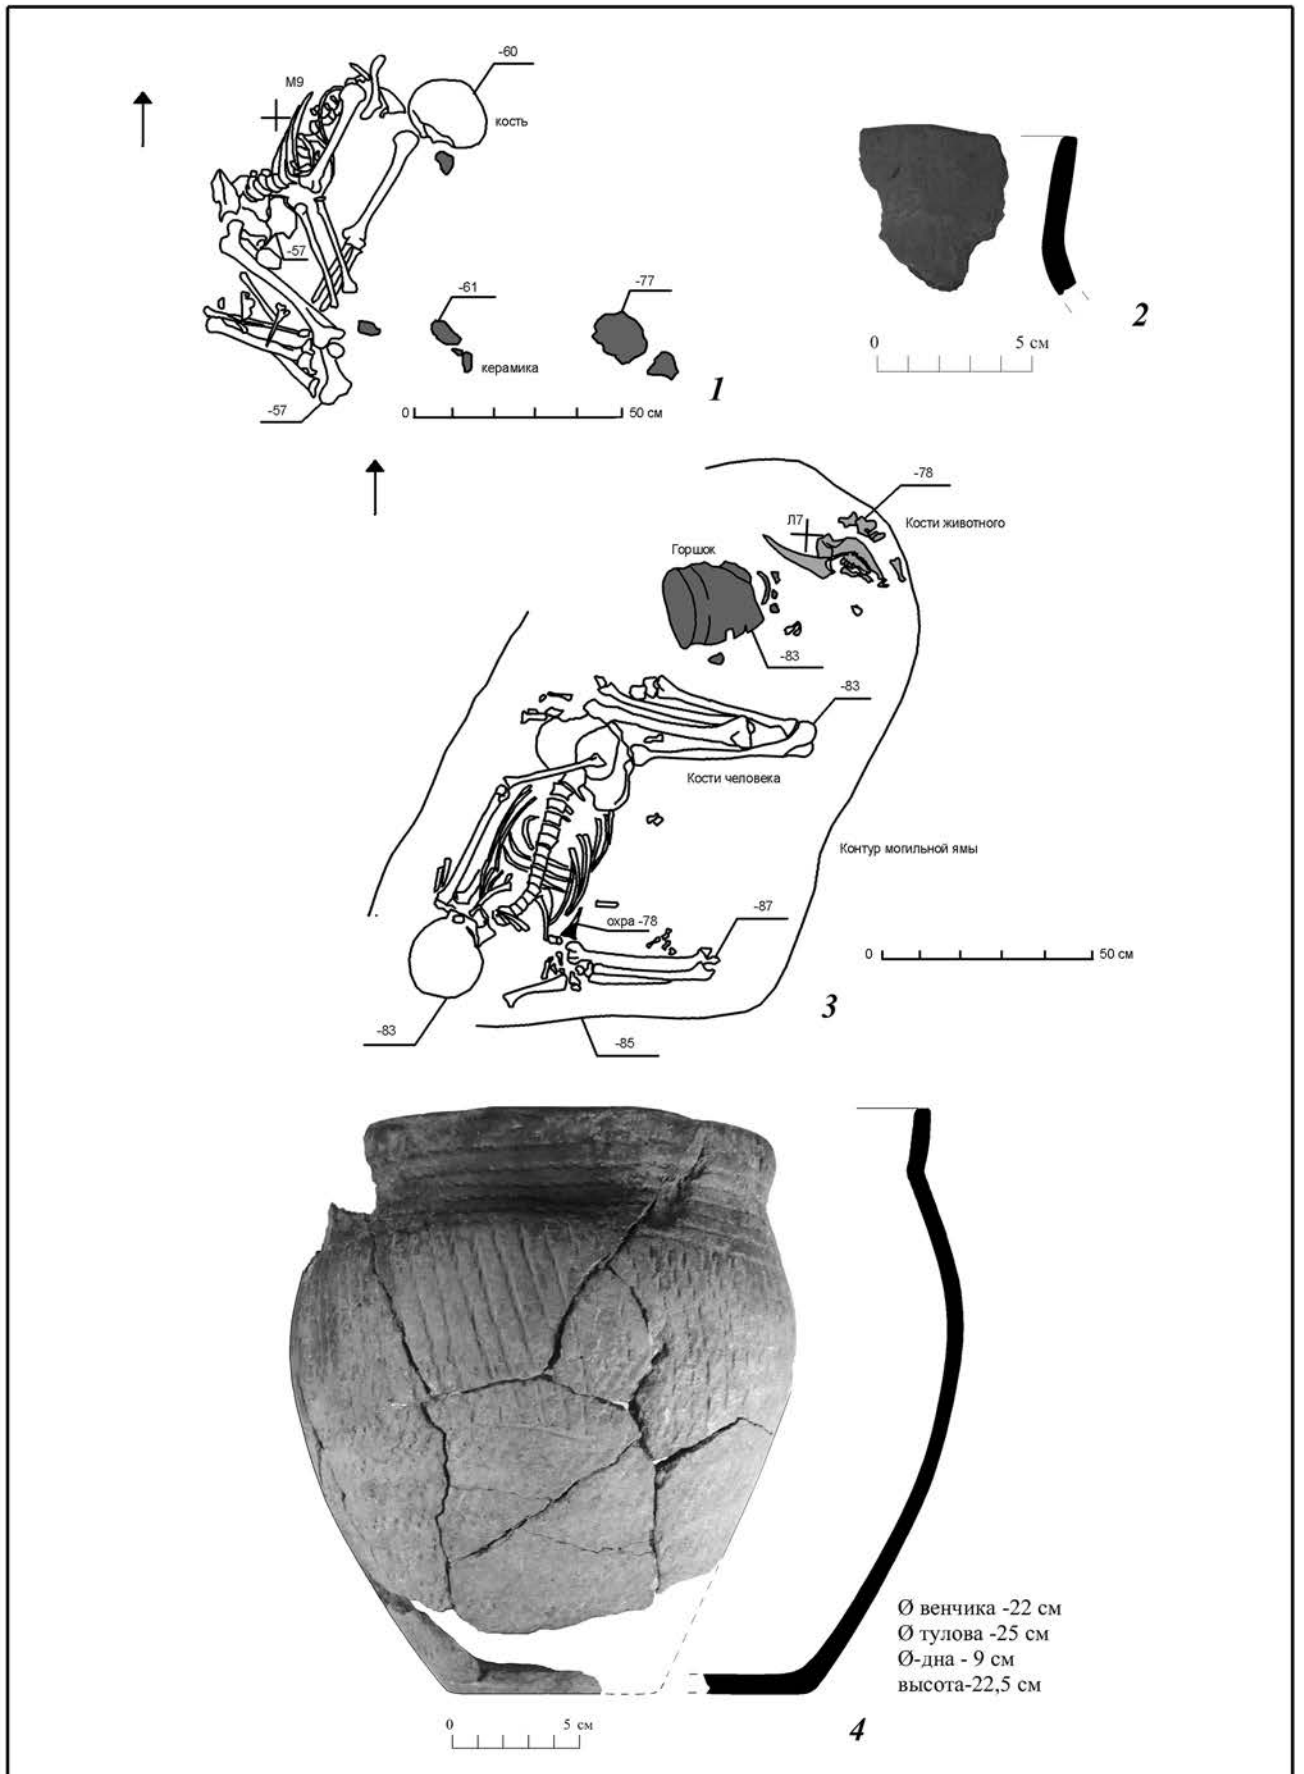 -60
М9
кость
-57
-61
-77
керамика
-57
0 50 см
1
0 5 см
2
-78
Л7
Кости животного
Горшок
-83
-83
Кости человека
Контур могильной ямы
охра -78
-87
0 50 см
3
-83
-85
Ø венчика -22 см
Ø тулова -25 см
Ø-дна - 9 см
высота-22,5 см
0 5 см
4